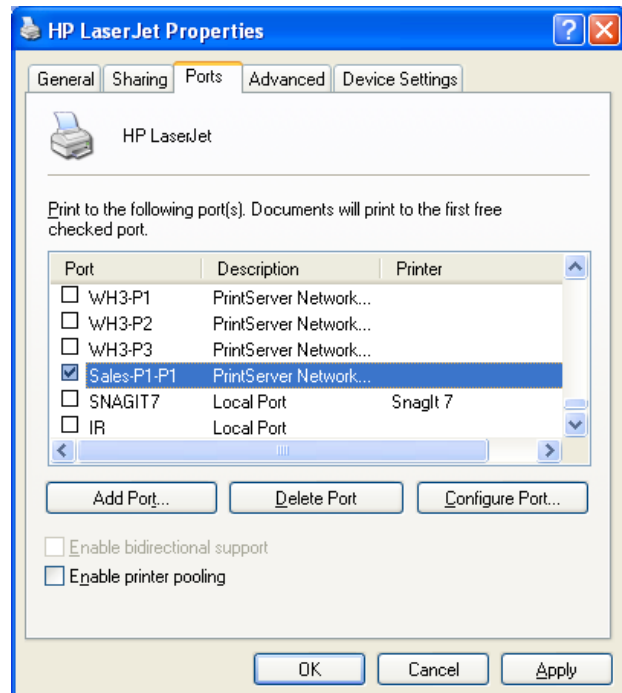 HP LaserJet Properties
General Sharing Ports Advanced Device Settings
HP LaserJet
Print to the following port(s). Documents will print to the first free
checked port.
Port Description Printer
WH3-P1 PrintServer Network...
WH3-P2 PrintServer Network...
WH3-P3 PrintServer Network...
Sales-P1-P1 PrintServer Network...
SNAGIT7 Local Port SnagIt 7
IR Local Port
Add Port... Delete Port Configure Port...
Enable bidirectional support
Enable printer pooling
OK Cancel Apply